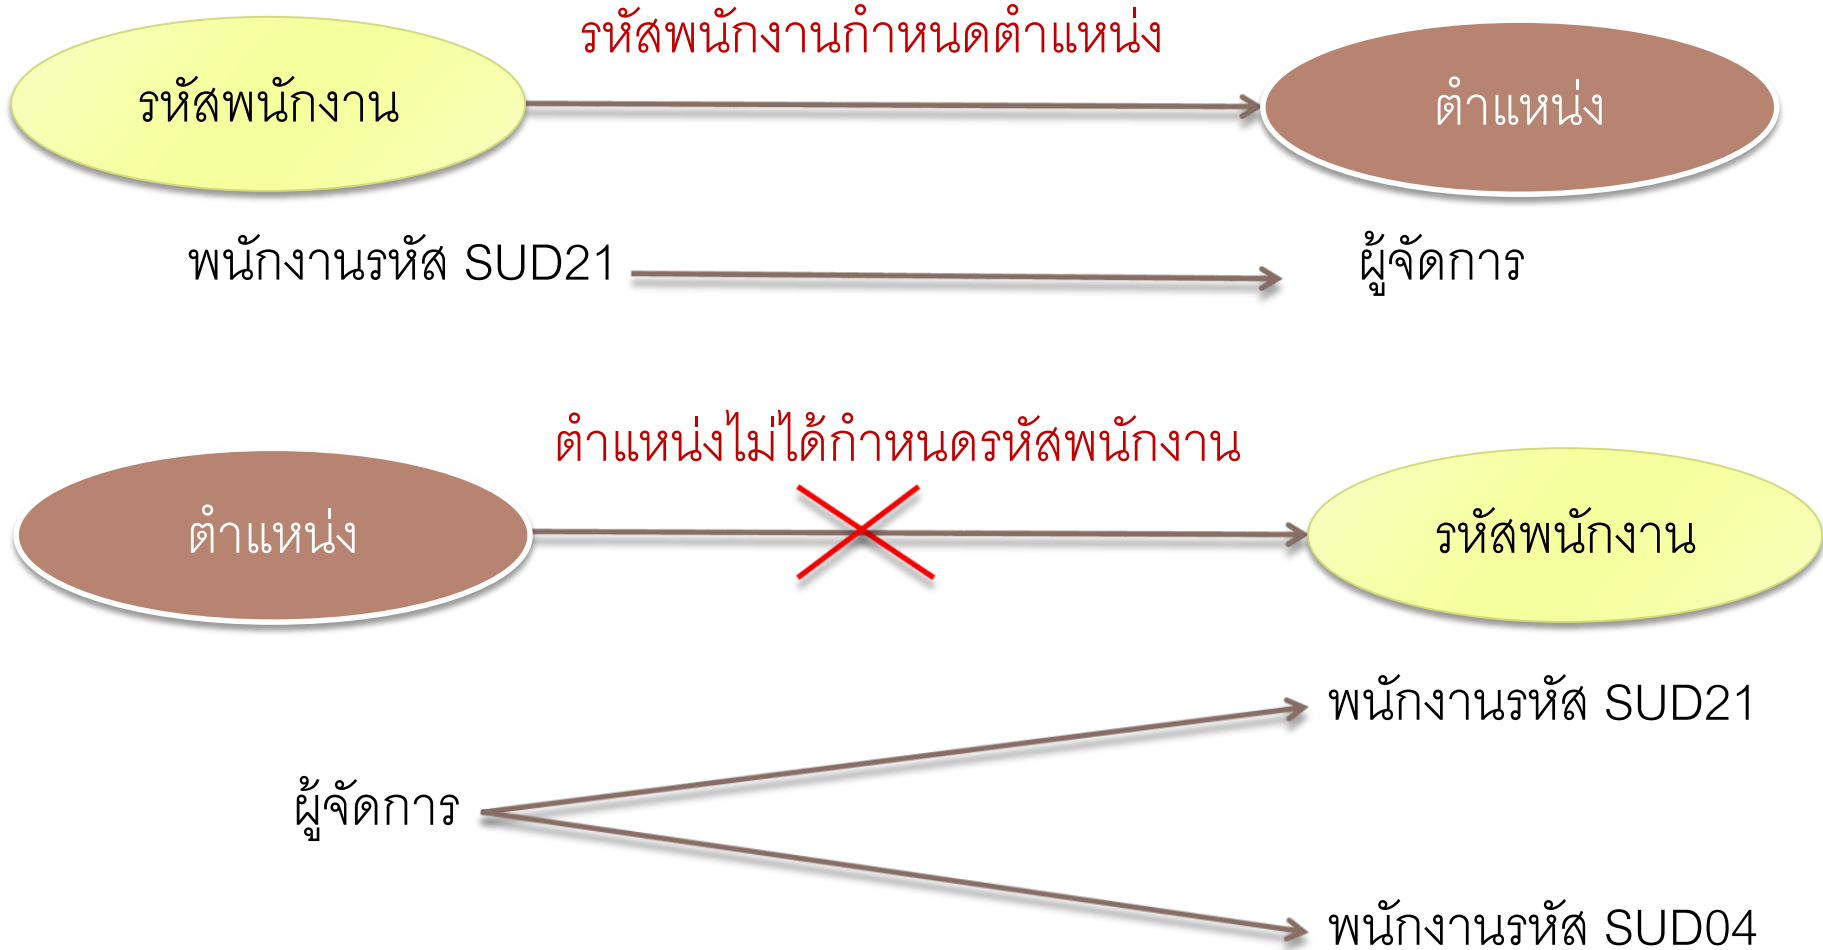 รหัสพนักงานกำหนดตำแหน่ง
รหัสพนักงาน
ตำแหน่ง
พนักงานรหัส SUD21
ผู้จัดการ
ตำแหน่งไม่ได้กำหนดรหัสพนักงาน
ตำแหน่ง
รหัสพนักงาน
พนักงานรหัส SUD21
ผู้จัดการ
พนักงานรหัส SUD04